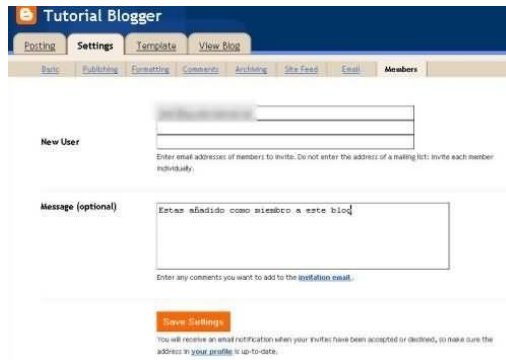 Tutorial Blogger
Posting Settings Template View Blog
Basic Publishing Formatting Comments Archiving Site Feed Email Members
New User
Enter email addresses of members to invite. Do not enter the address of a mailing list: invite each member
individually.
Message (optional)
Estas añadido como miembro a este blog
Enter any comments you want to add to the invitation email.
Save Settings
You will receive an email notification when your invites have been accepted or declined, so make sure the
address in your profile is up-to-date.